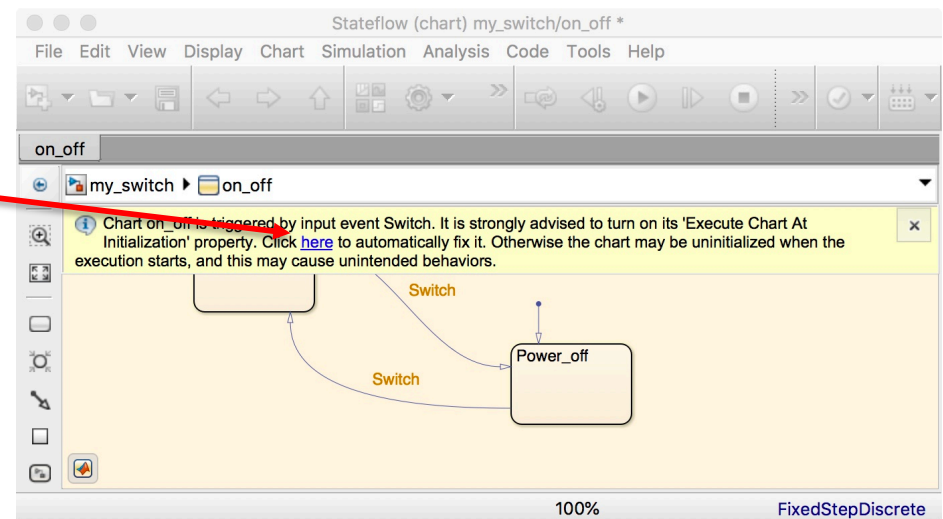 Stateflow (chart) my_switch/on_off *
File Edit View Display Chart Simulation Analysis Code Tools Help
on_off
my_switch on_off
Chart on_off is triggered by input event Switch. It is strongly advised to turn on its 'Execute Chart At
Initialization' property. Click here to automatically fix it. Otherwise the chart may be uninitialized when the
execution starts, and this may cause unintended behaviors.
Switch
Power_off
Switch
100% FixedStepDiscrete